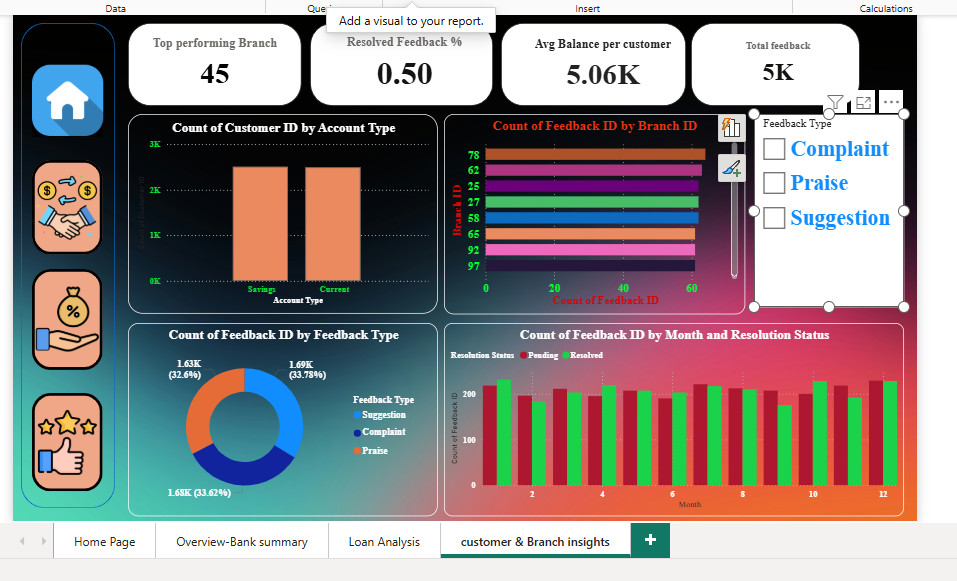 Data
Insert
Calculations
Add a visual to your report.
Top performing Branch
45
Resolved Feedback %
0.50
Avg Balance per customer
5.06K
Total feedback
5K
Count of Customer ID by Account Type
3K
2K
1K
0K
Savings
Current
Account Type
Count of Feedback ID by Branch ID
Branch ID
78
62
25
27
58
65
92
97
0
20
40
60
Count of Feedback ID
Feedback Type
Complaint
Praise
Suggestion
Count of Feedback ID by Feedback Type
1.63K
(32.6%)
1.69K
(33.78%)
1.68K (33.62%)
Feedback Type
Suggestion
Complaint
Praise
Count of Feedback ID by Month and Resolution Status
Resolution Status
Pending
Resolved
Count of Feedback ID
200
100
0
2
4
6
8
10
12
Month
Home Page
Overview-Bank summary
Loan Analysis
customer & Branch insights